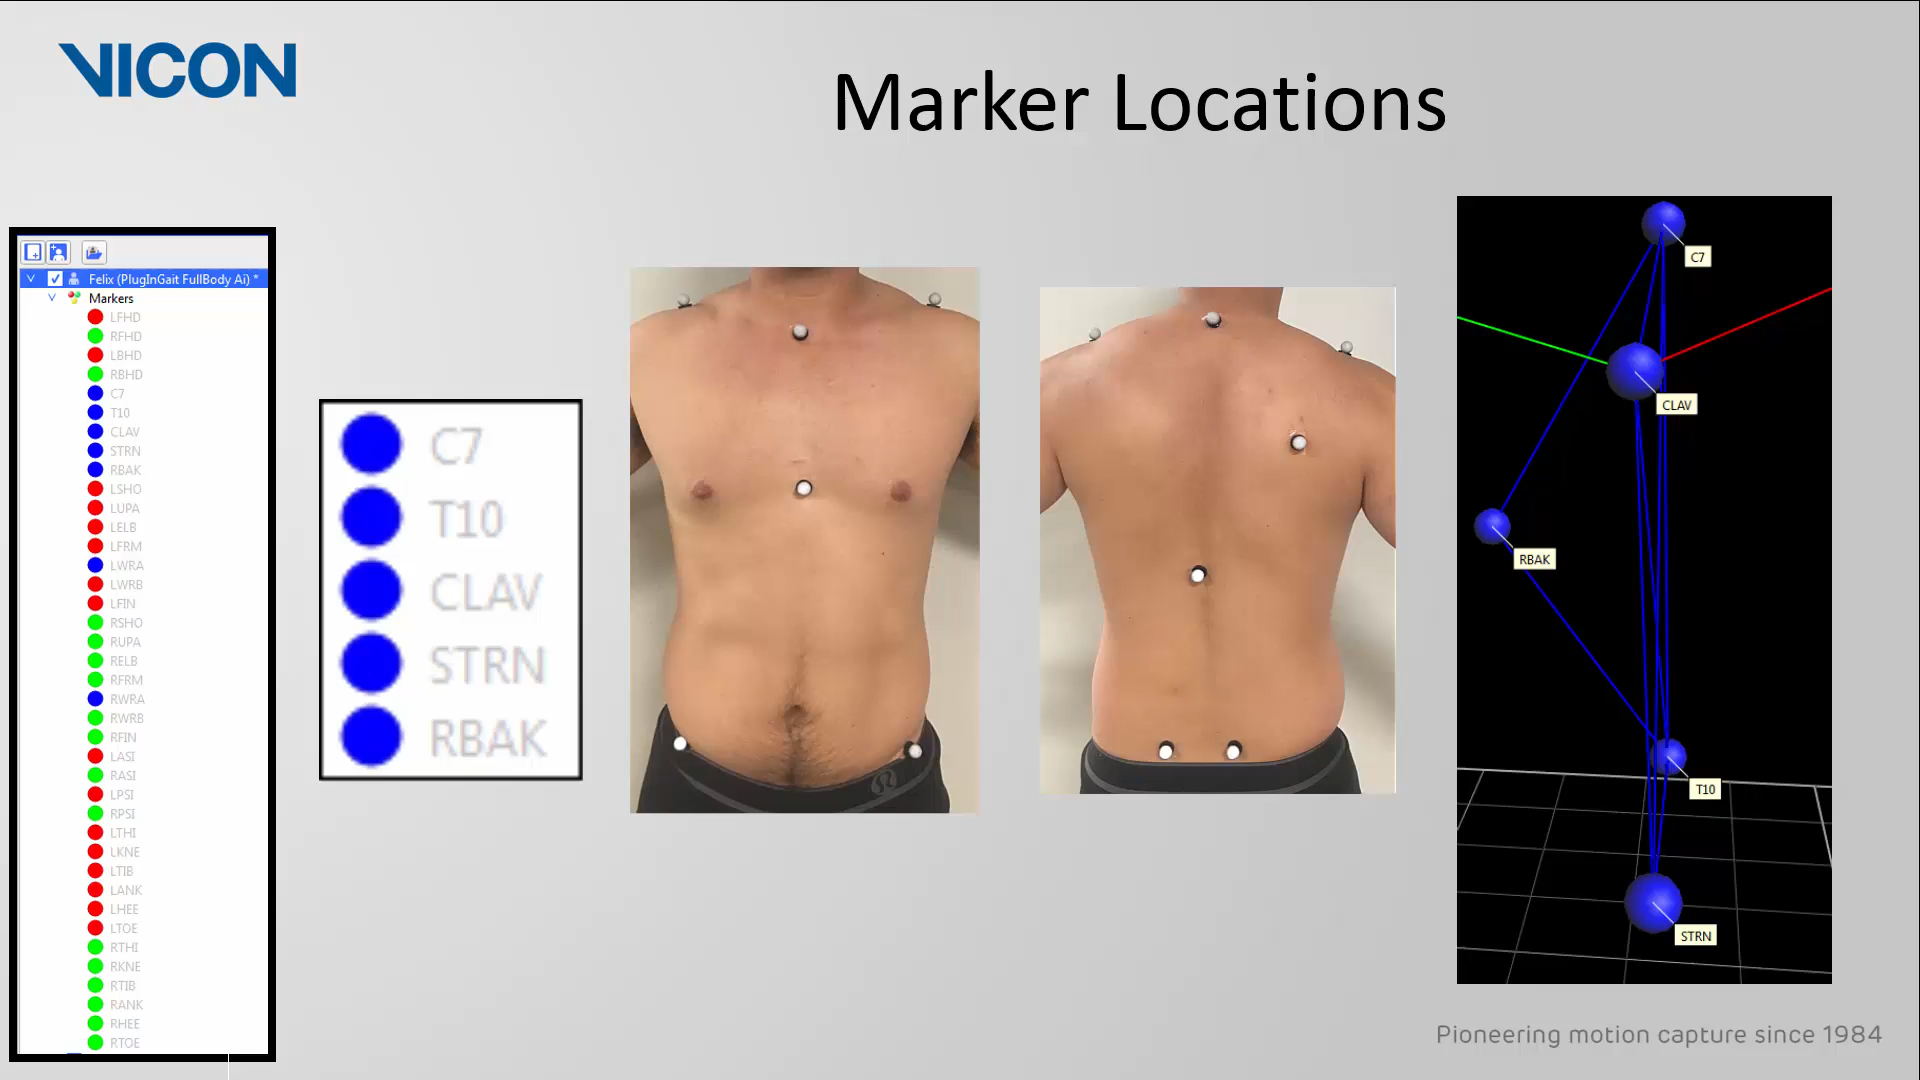 VICON
Marker Locations
Felix (PlugInGait FullBody Ai) *
Markers
LFHD
RFHD
LBHD
RBHD
C7
T10
CLAV
STRN
RBAK
LSHO
LUPA
LELB
LFRM
LWRA
LWRB
LFIN
RSHO
RUPA
RELB
RFRM
RWRA
RWRB
RFIN
LASI
RASI
LPSI
RPSI
LTHI
LKNE
LTIB
LANK
LHEE
LTOE
RTHI
RKNE
RTIB
RANK
RHEE
RTOE
C7
T10
CLAV
STRN
RBAK
C7
CLAV
RBAK
T10
STRN
Pioneering motion capture since 1984